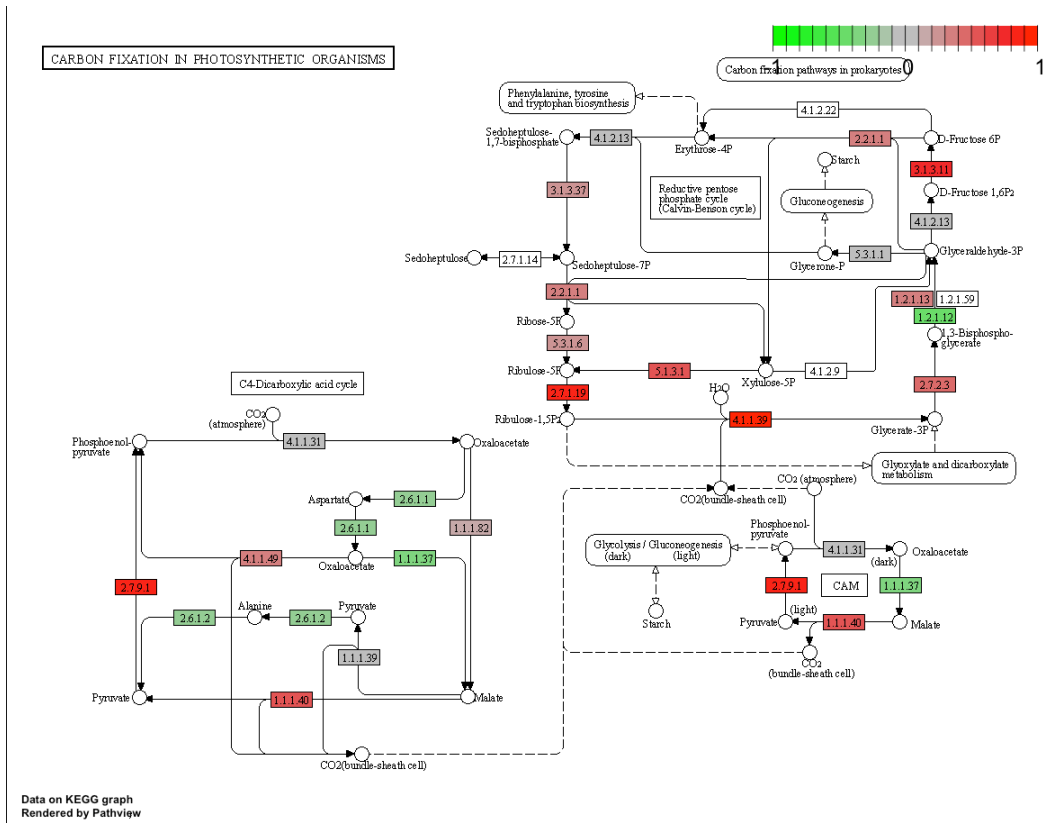 CARBON FIXATION IN PHOTOSYNTHETIC ORGANISMS
-1 0 1
Carbon fixation pathways in prokaryotes
Phenylalanine, tyrosine
and tryptophan biosynthesis
4.1.2.22
Sedoheptulose-
1,7-bisphosphate
4.1.2.13
Erythrose-4P
2.2.1.1
D-Fructose 6P
Starch
3.1.3.11
3.1.3.37
Reductive pentose
phosphate cycle
(Calvin-Benson cycle)
Gluconeogenesis
D-Fructose 1,6P2
4.1.2.13
Sedoheptulose
2.7.1.14
Sedoheptulose-7P
Glycerone-P
5.3.1.1
Glyceraldehyde-3P
2.2.1.1
1.2.1.13
1.2.1.59
1.2.1.12
Ribose-5P
1,3-Bisphospho-
glycerate
5.3.1.6
Ribulose-5P
5.1.3.1
Xylulose-5P
4.1.2.9
2.7.2.3
C4-Dicarboxylic acid cycle
2.7.1.19
H2O
Ribulose-1,5P2
4.1.1.39
Glycerate-3P
CO2
(atmosphere)
Phosphoenol-
pyruvate
4.1.1.31
Oxaloacetate
Glyoxylate and dicarboxylate
metabolism
CO2 (atmosphere)
CO2(bundle-sheath cell)
Aspartate
2.6.1.1
2.6.1.1
1.1.1.82
Phosphoenol-
pyruvate
Glycolysis / Gluconeogenesis
(dark) (light)
4.1.1.31
Oxaloacetate
(dark)
4.1.1.49
Oxaloacetate
1.1.1.37
2.7.9.1
2.7.9.1
CAM
1.1.1.37
Alanine
Pyruvate
2.6.1.2
2.6.1.2
Starch
(light)
Pyruvate
1.1.1.40
Malate
1.1.1.39
CO2
(bundle-sheath cell)
Pyruvate
1.1.1.40
Malate
CO2(bundle-sheath cell)
Data on KEGG graph
Rendered by Pathview